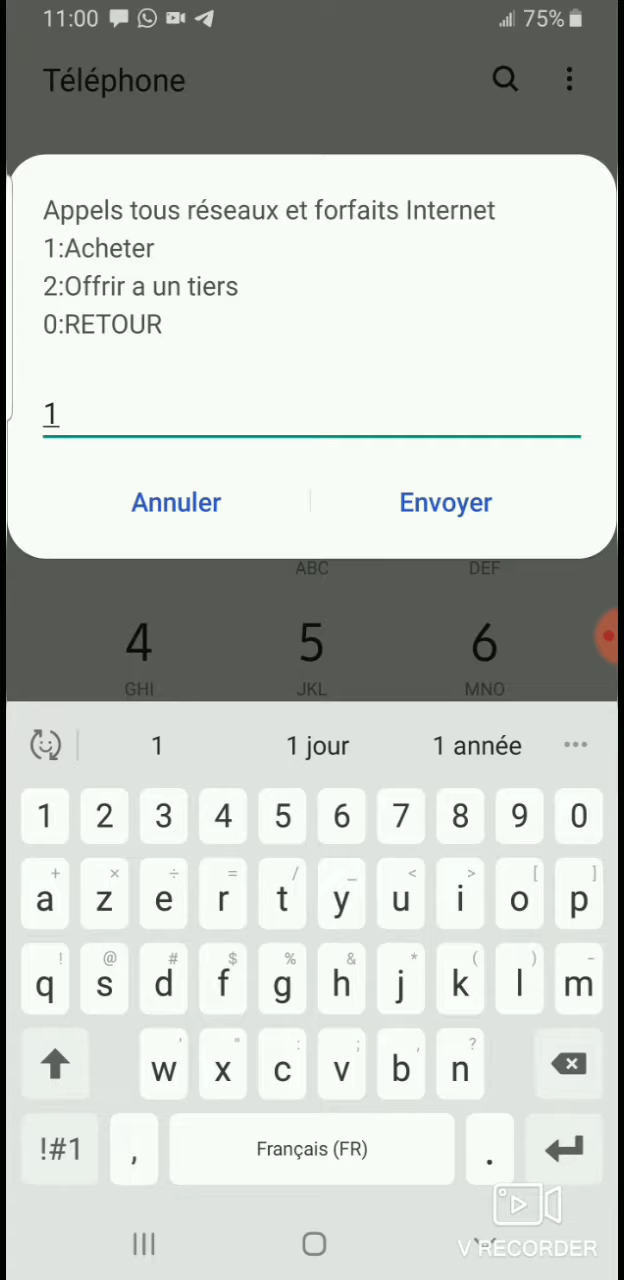 11:00 75%
Téléphone
Appels tous réseaux et forfaits Internet
1:Acheter
2:Offrir a un tiers
0:RETOUR
1
Annuler Envoyer
ABC DEF
4 5 6
GHI JKL MNO
1 1 jour 1 année ...
1 2 3 4 5 6 7 8 9 0
+ × ÷ = / _ < > [ ]
a z e r t y u i o p
! @ # $ % & * ( ) -
q s d f g h j k l m
' " : ; , ?
w x c v b n
!#1 , Français (FR) .
V RECORDER